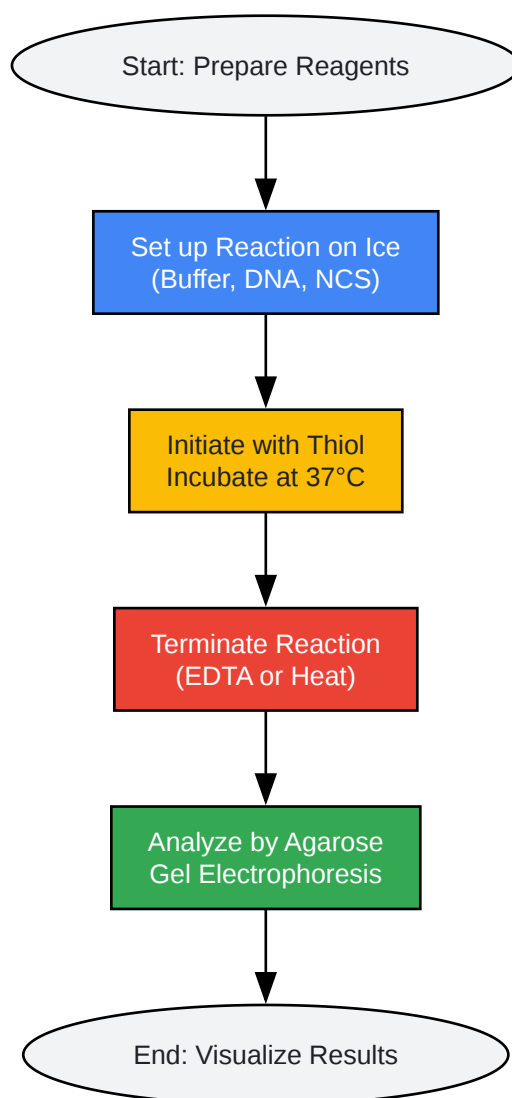 Start: Prepare Reagents
Set up Reaction on Ice
(Buffer, DNA, NCS)
Initiate with Thiol
Incubate at 37°C
Terminate Reaction
(EDTA or Heat)
Analyze by Agarose
Gel Electrophoresis
End: Visualize Results